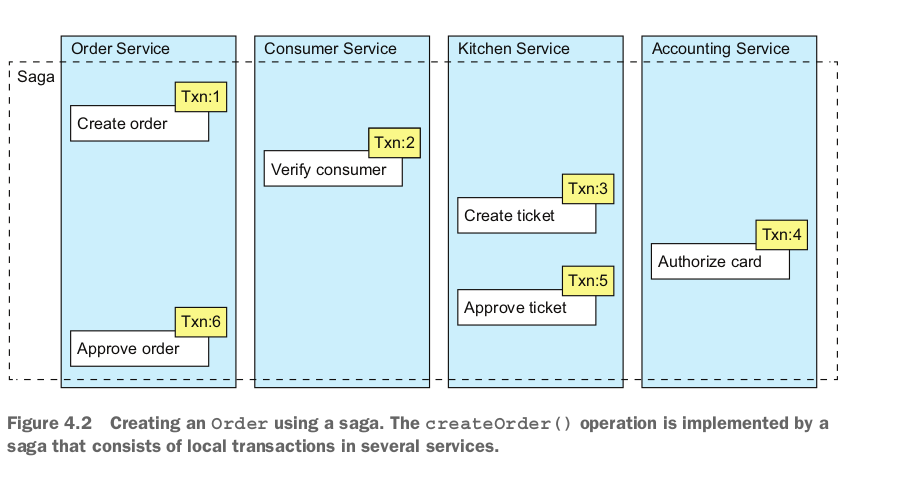 Order Service
Consumer Service
Kitchen Service
Accounting Service
Saga
Txn:1
Create order
Txn:2
Verify consumer
Txn:3
Create ticket
Txn:4
Authorize card
Txn:5
Approve ticket
Txn:6
Approve order
Figure 4.2 Creating an Order using a saga. The createOrder() operation is implemented by a
saga that consists of local transactions in several services.